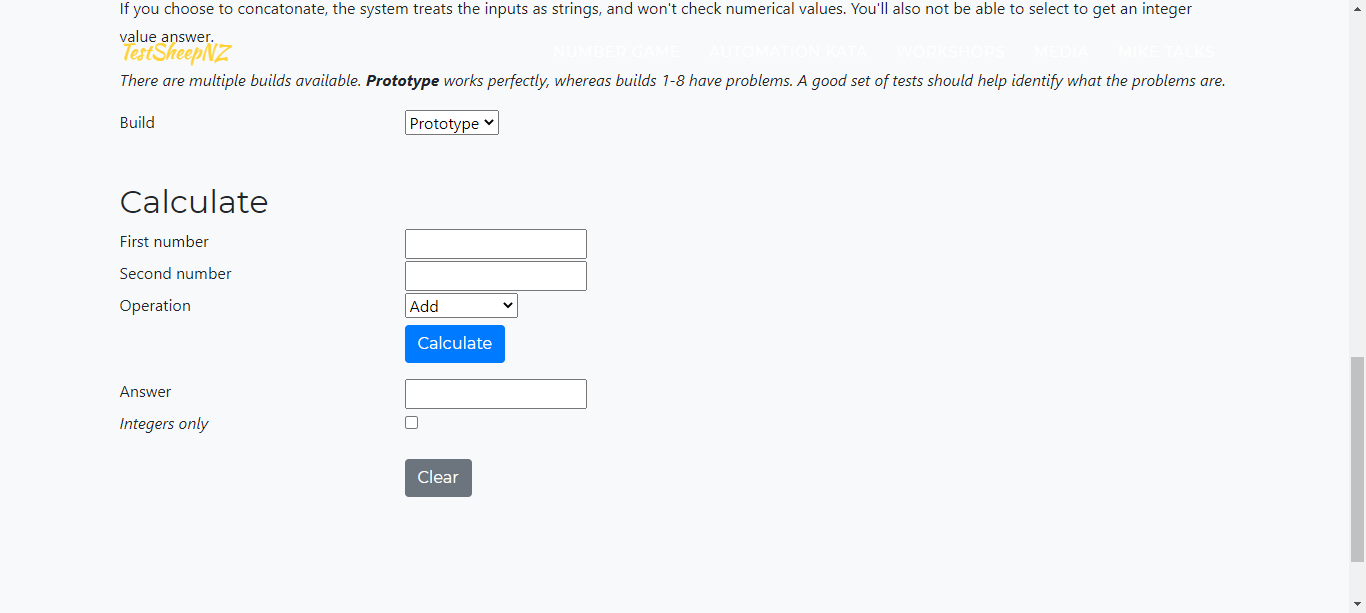 If you choose to concatonate, the system treats the inputs as strings, and won't check numerical values. You'll also not be able to select to get an integer
value answer.
TestSheepNZ NUMBER GAME AUTOMATION KATA WORKSHOPS MEDIA MIKE TALKS
There are multiple builds available. Prototype works perfectly, whereas builds 1-8 have problems. A good set of tests should help identify what the problems are.
Build Prototype
Calculate
First number
Second number
Operation Add
Calculate
Answer
Integers only
Clear